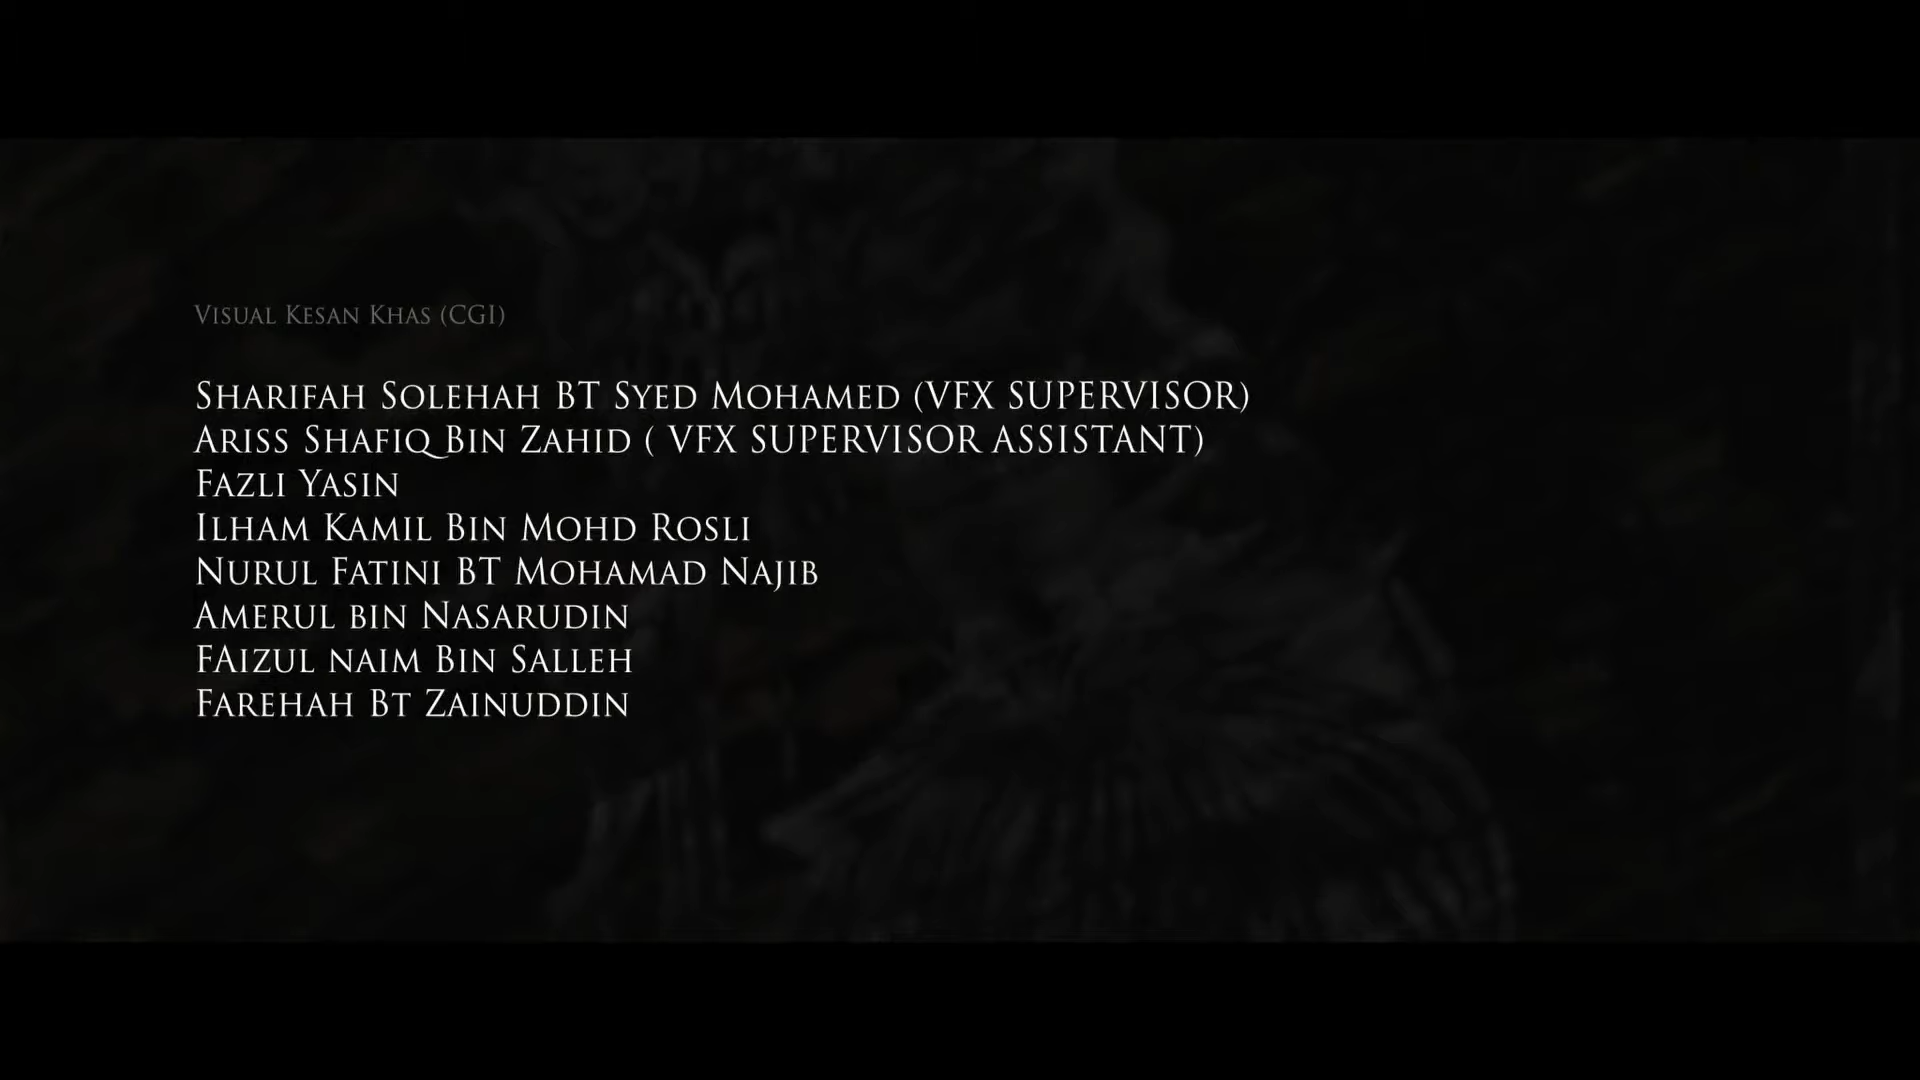 Visual Kesan Khas (CGI)
Sharifah Solehah BT Syed Mohamed (VFX SUPERVISOR)
Ariss Shafiq Bin Zahid ( VFX SUPERVISOR ASSISTANT)
Fazli Yasin
Ilham Kamil Bin Mohd Rosli
Nurul Fatini BT Mohamad Najib
Amerul bin Nasarudin
FAizul naim Bin Salleh
Farehah Bt Zainuddin